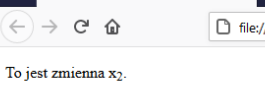 file://
To jest zmienna x₂.